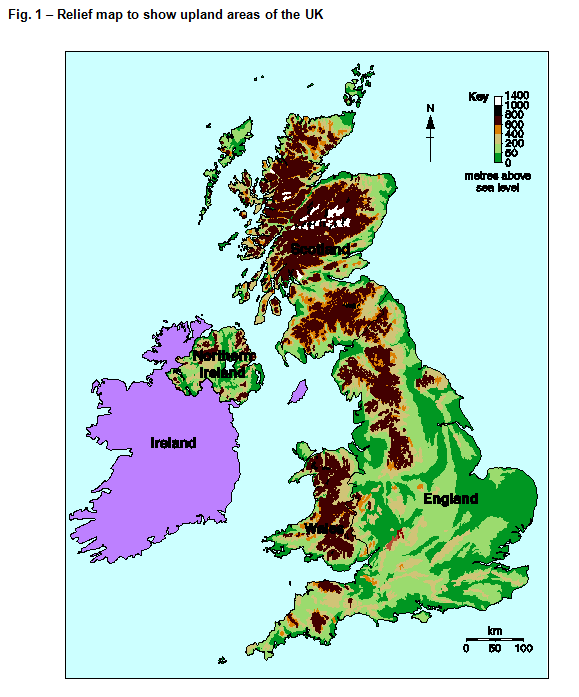 Fig. 1 – Relief map to show upland areas of the UK
Key
1400
1000
800
600
400
200
50
0
metres above
sea level
N
Scotland
Northern
Ireland
Ireland
England
Wales
km
0 50 100